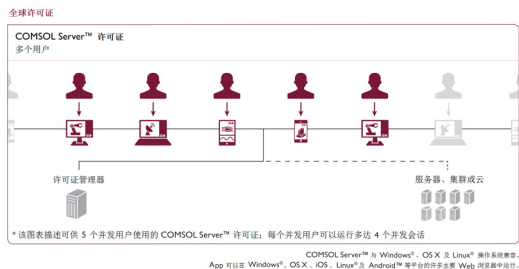 全球许可证
COMSOL Server™ 许可证
多个用户
许可证管理器
服务器、集群成云
* 该图表描述可供 5 个并发用户使用的 COMSOL Server™ 许可证；每个并发用户可以运行多达 4 个并发会话
COMSOL Server™ 与 Windows®、OS X 及 Linux® 操作系统兼容。
App 可以在 Windows®、OS X、iOS、Linux®及 Android™ 等平台的许多主要 Web 浏览器中运行。